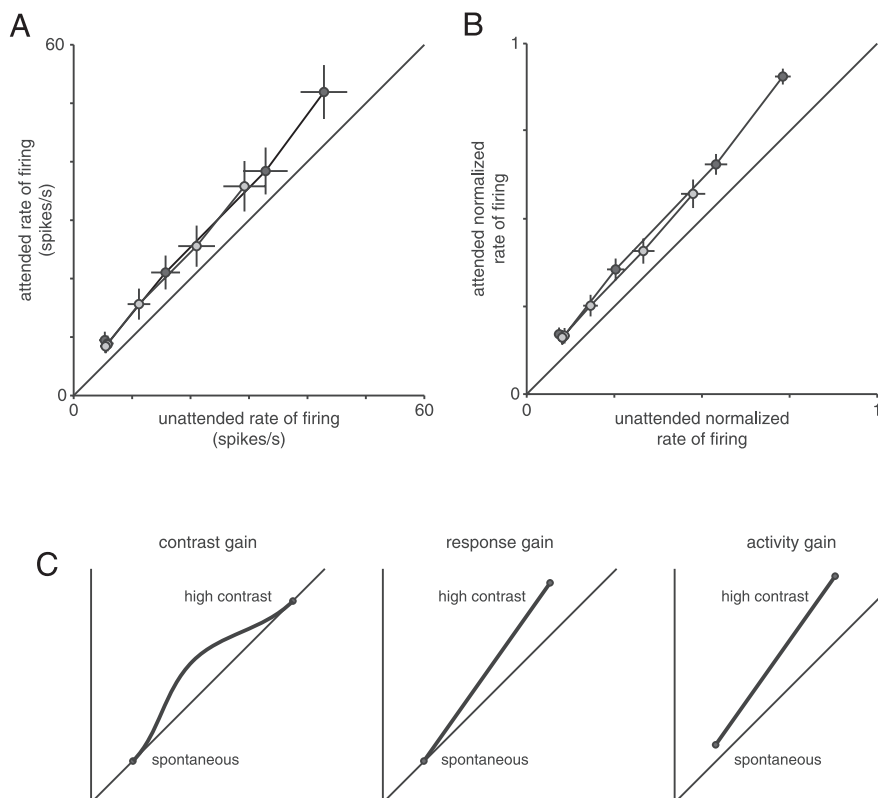 A
60
attended rate of firing
(spikes/s)
0
0
60
unattended rate of firing
(spikes/s)
B
1
attended normalized
rate of firing
0
0
1
unattended normalized
rate of firing
C
contrast gain
high contrast
spontaneous
response gain
high contrast
spontaneous
activity gain
high contrast
spontaneous